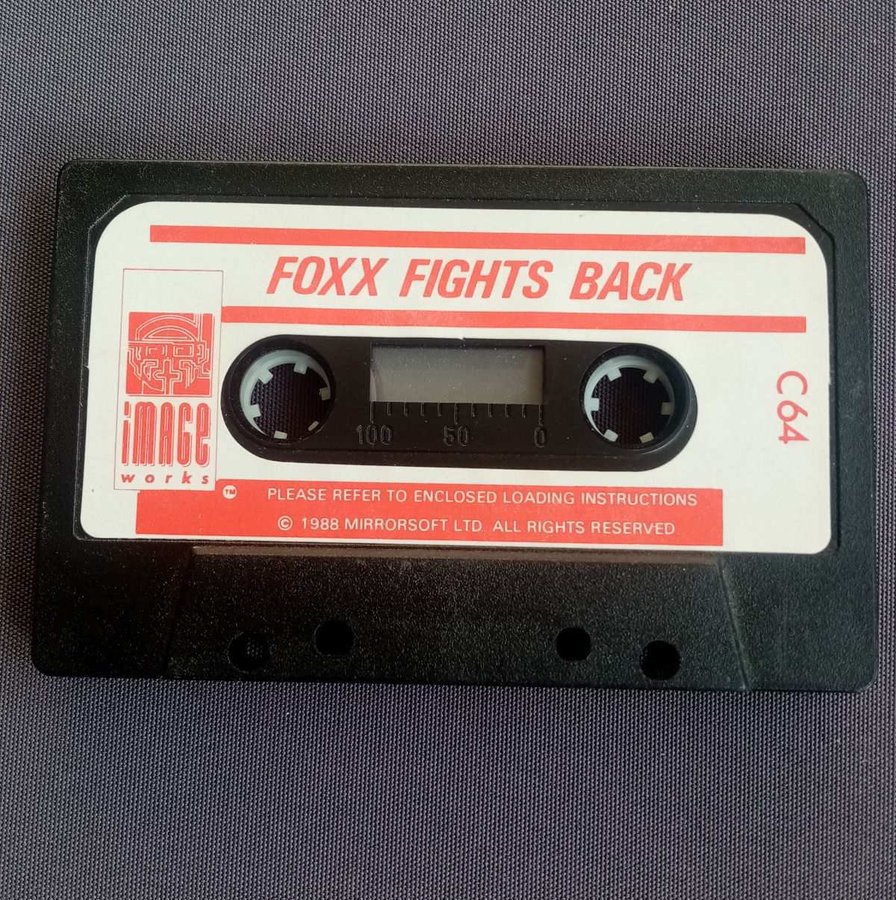 FOXX FIGHTS BACK
iMAGE
works
C64
100 50 0
TM
PLEASE REFER TO ENCLOSED LOADING INSTRUCTIONS
© 1988 MIRRORSOFT LTD. ALL RIGHTS RESERVED